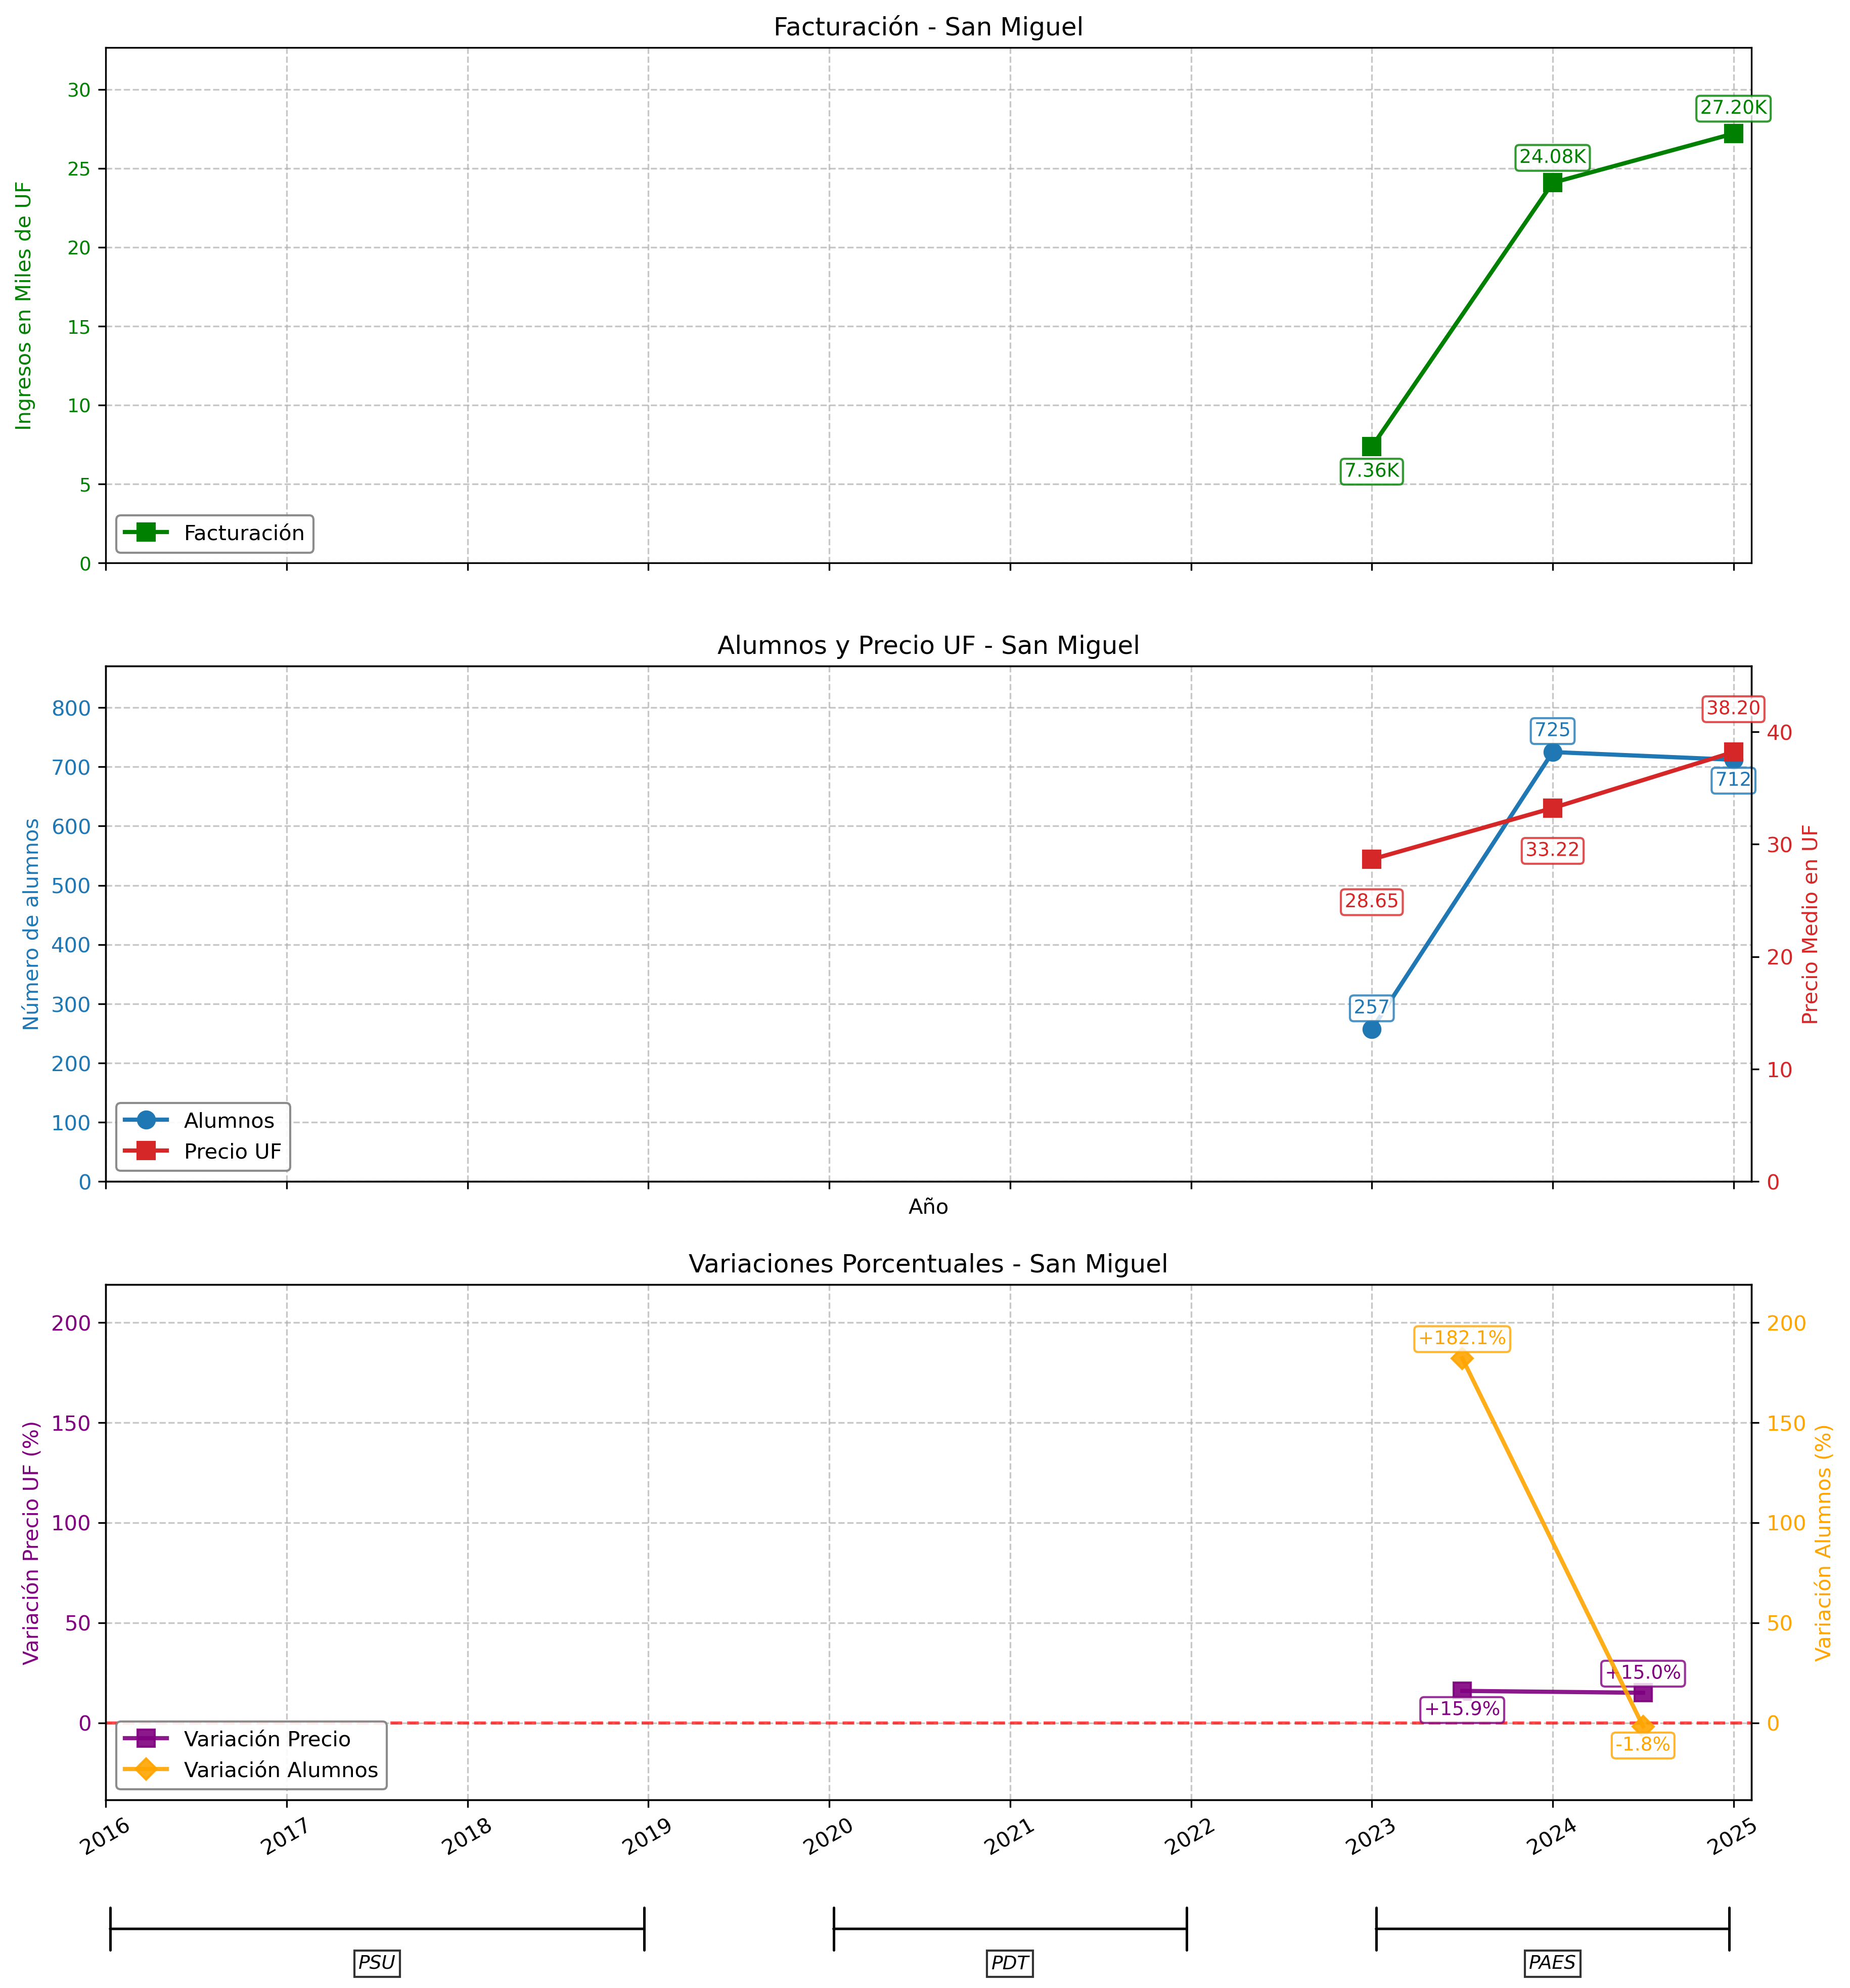 Facturación - San Miguel
Ingresos en Miles de UF
30
25
20
15
10
5
0
27.20K
24.08K
7.36K
Facturación
Alumnos y Precio UF - San Miguel
Número de alumnos
800
700
600
500
400
300
200
100
0
40
30
20
10
0
Precio Medio en UF
38.20
725
712
33.22
28.65
257
Alumnos
Precio UF
Año
Variaciones Porcentuales - San Miguel
Variación Precio UF (%)
200
150
100
50
0
200
150
100
50
0
Variación Alumnos (%)
+182.1%
+15.0%
+15.9%
-1.8%
Variación Precio
Variación Alumnos
2016 2017 2018 2019 2020 2021 2022 2023 2024 2025
PSU PDT PAES